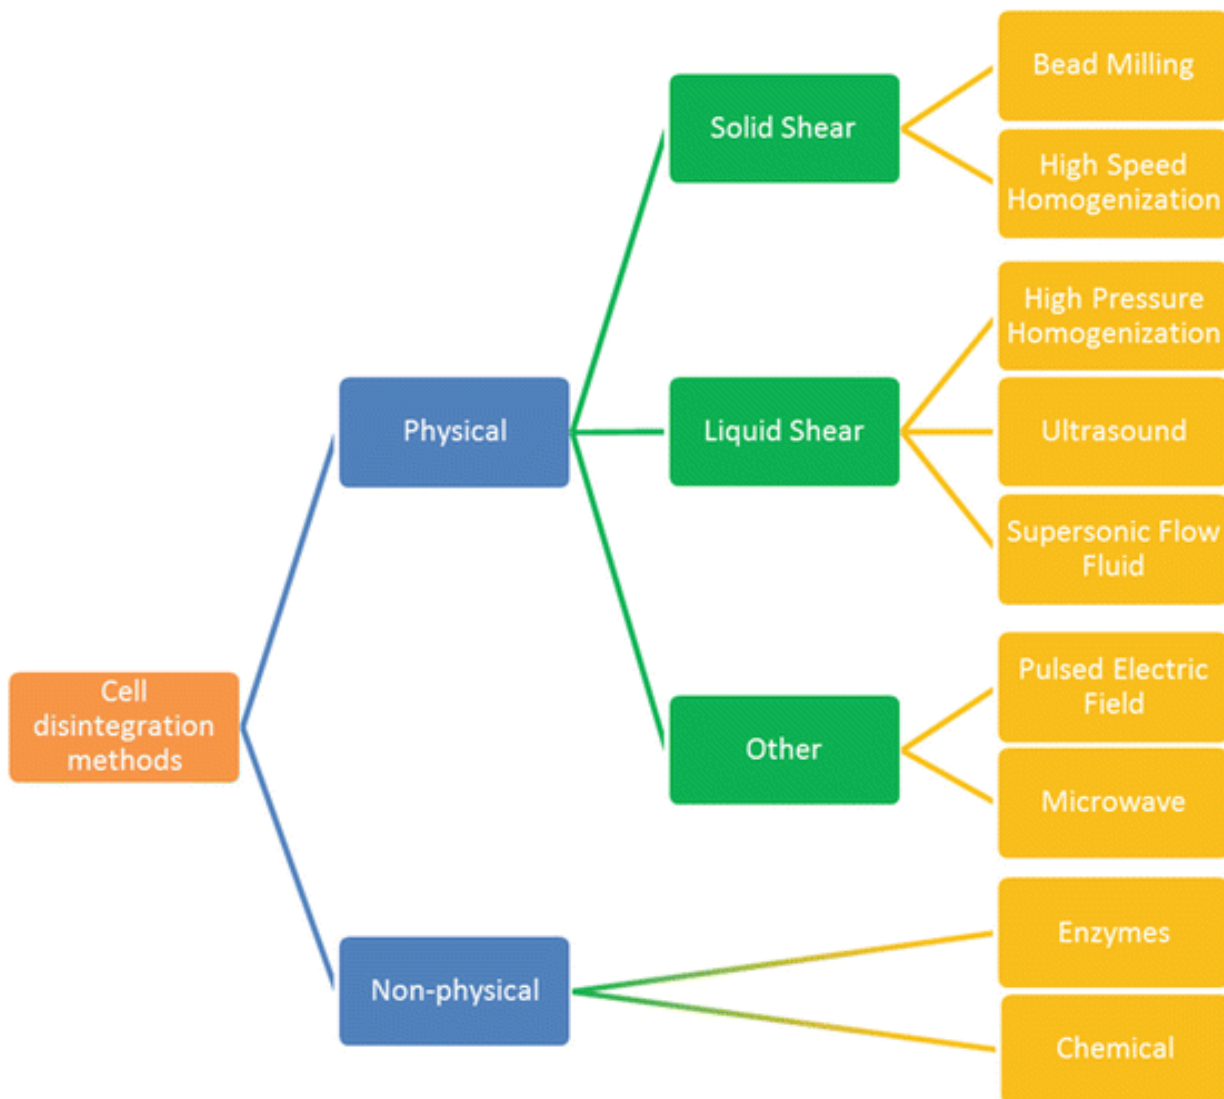 Bead Milling
Solid Shear
High Speed
Homogenization
High Pressure
Homogenization
Physical
Liquid Shear
Ultrasound
Supersonic Flow
Fluid
Cell
disintegration
methods
Pulsed Electric
Field
Other
Microwave
Enzymes
Non-physical
Chemical